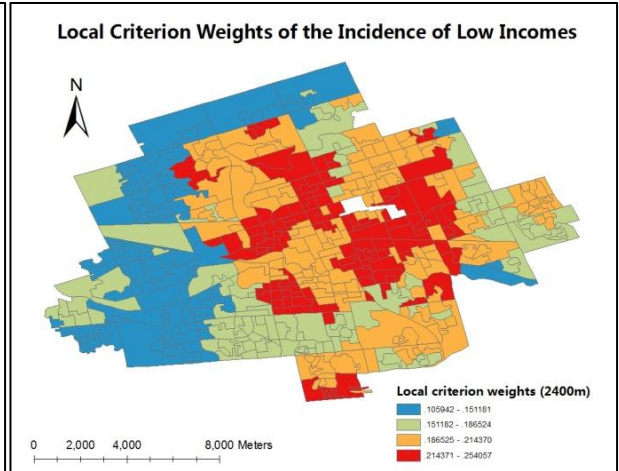 Local Criterion Weights of the Incidence of Low Incomes
N
Local criterion weights (2400m)
.105942 - .151181
.151182 - .186524
.186525 - .214370
.214371 - .254057
0 2,000 4,000 8,000 Meters